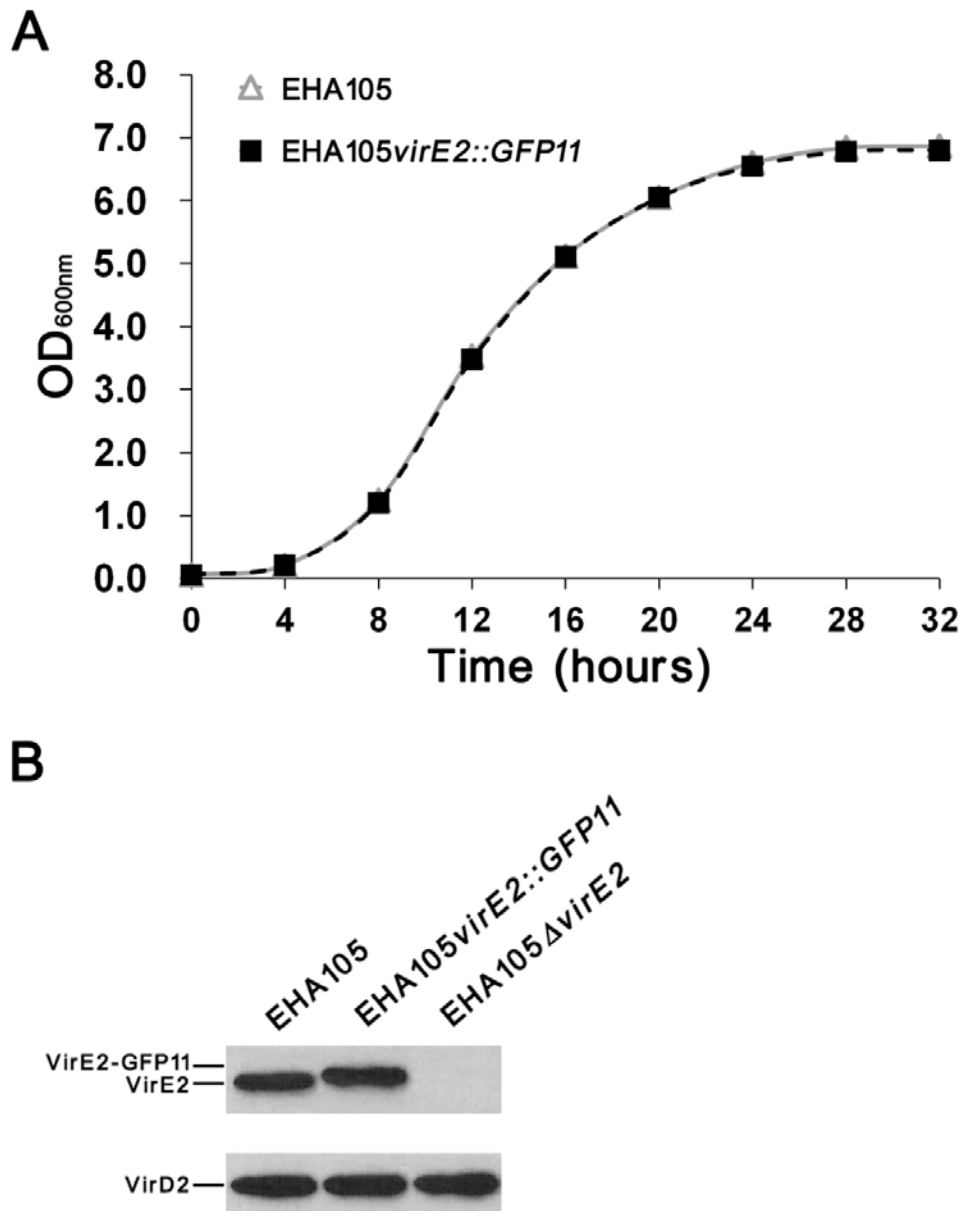 A
8.0
7.0
6.0
5.0
4.0
3.0
2.0
1.0
0.0
OD600nm
EHA105
EHA105virE2::GFP11
0 4 8 12 16 20 24 28 32
Time (hours)
B
EHA105
EHA105virE2::GFP11
EHA105ΔvirE2
VirE2-GFP11
VirE2
VirD2